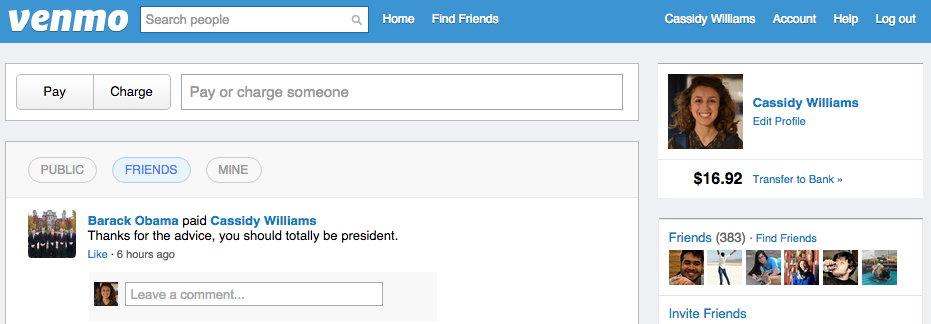 venmo Search people Home Find Friends Cassidy Williams Account Help Log out
Pay Charge Pay or charge someone
Cassidy Williams
Edit Profile
$16.92 Transfer to Bank »
PUBLIC FRIENDS MINE
Barack Obama paid Cassidy Williams
Thanks for the advice, you should totally be president.
Like · 6 hours ago
Leave a comment...
Friends (383) · Find Friends
Invite Friends